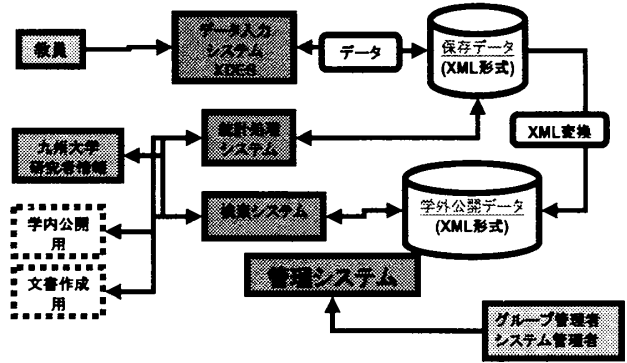 教員
データ入力
システム
XDE-S
データ
保存データ
(XML形式)
XML変換
統計処理
システム
九州大学
研究者情報
検索システム
学外公開データ
(XML形式)
学内公開
用
文書作成
用
管理システム
グループ管理者
システム管理者